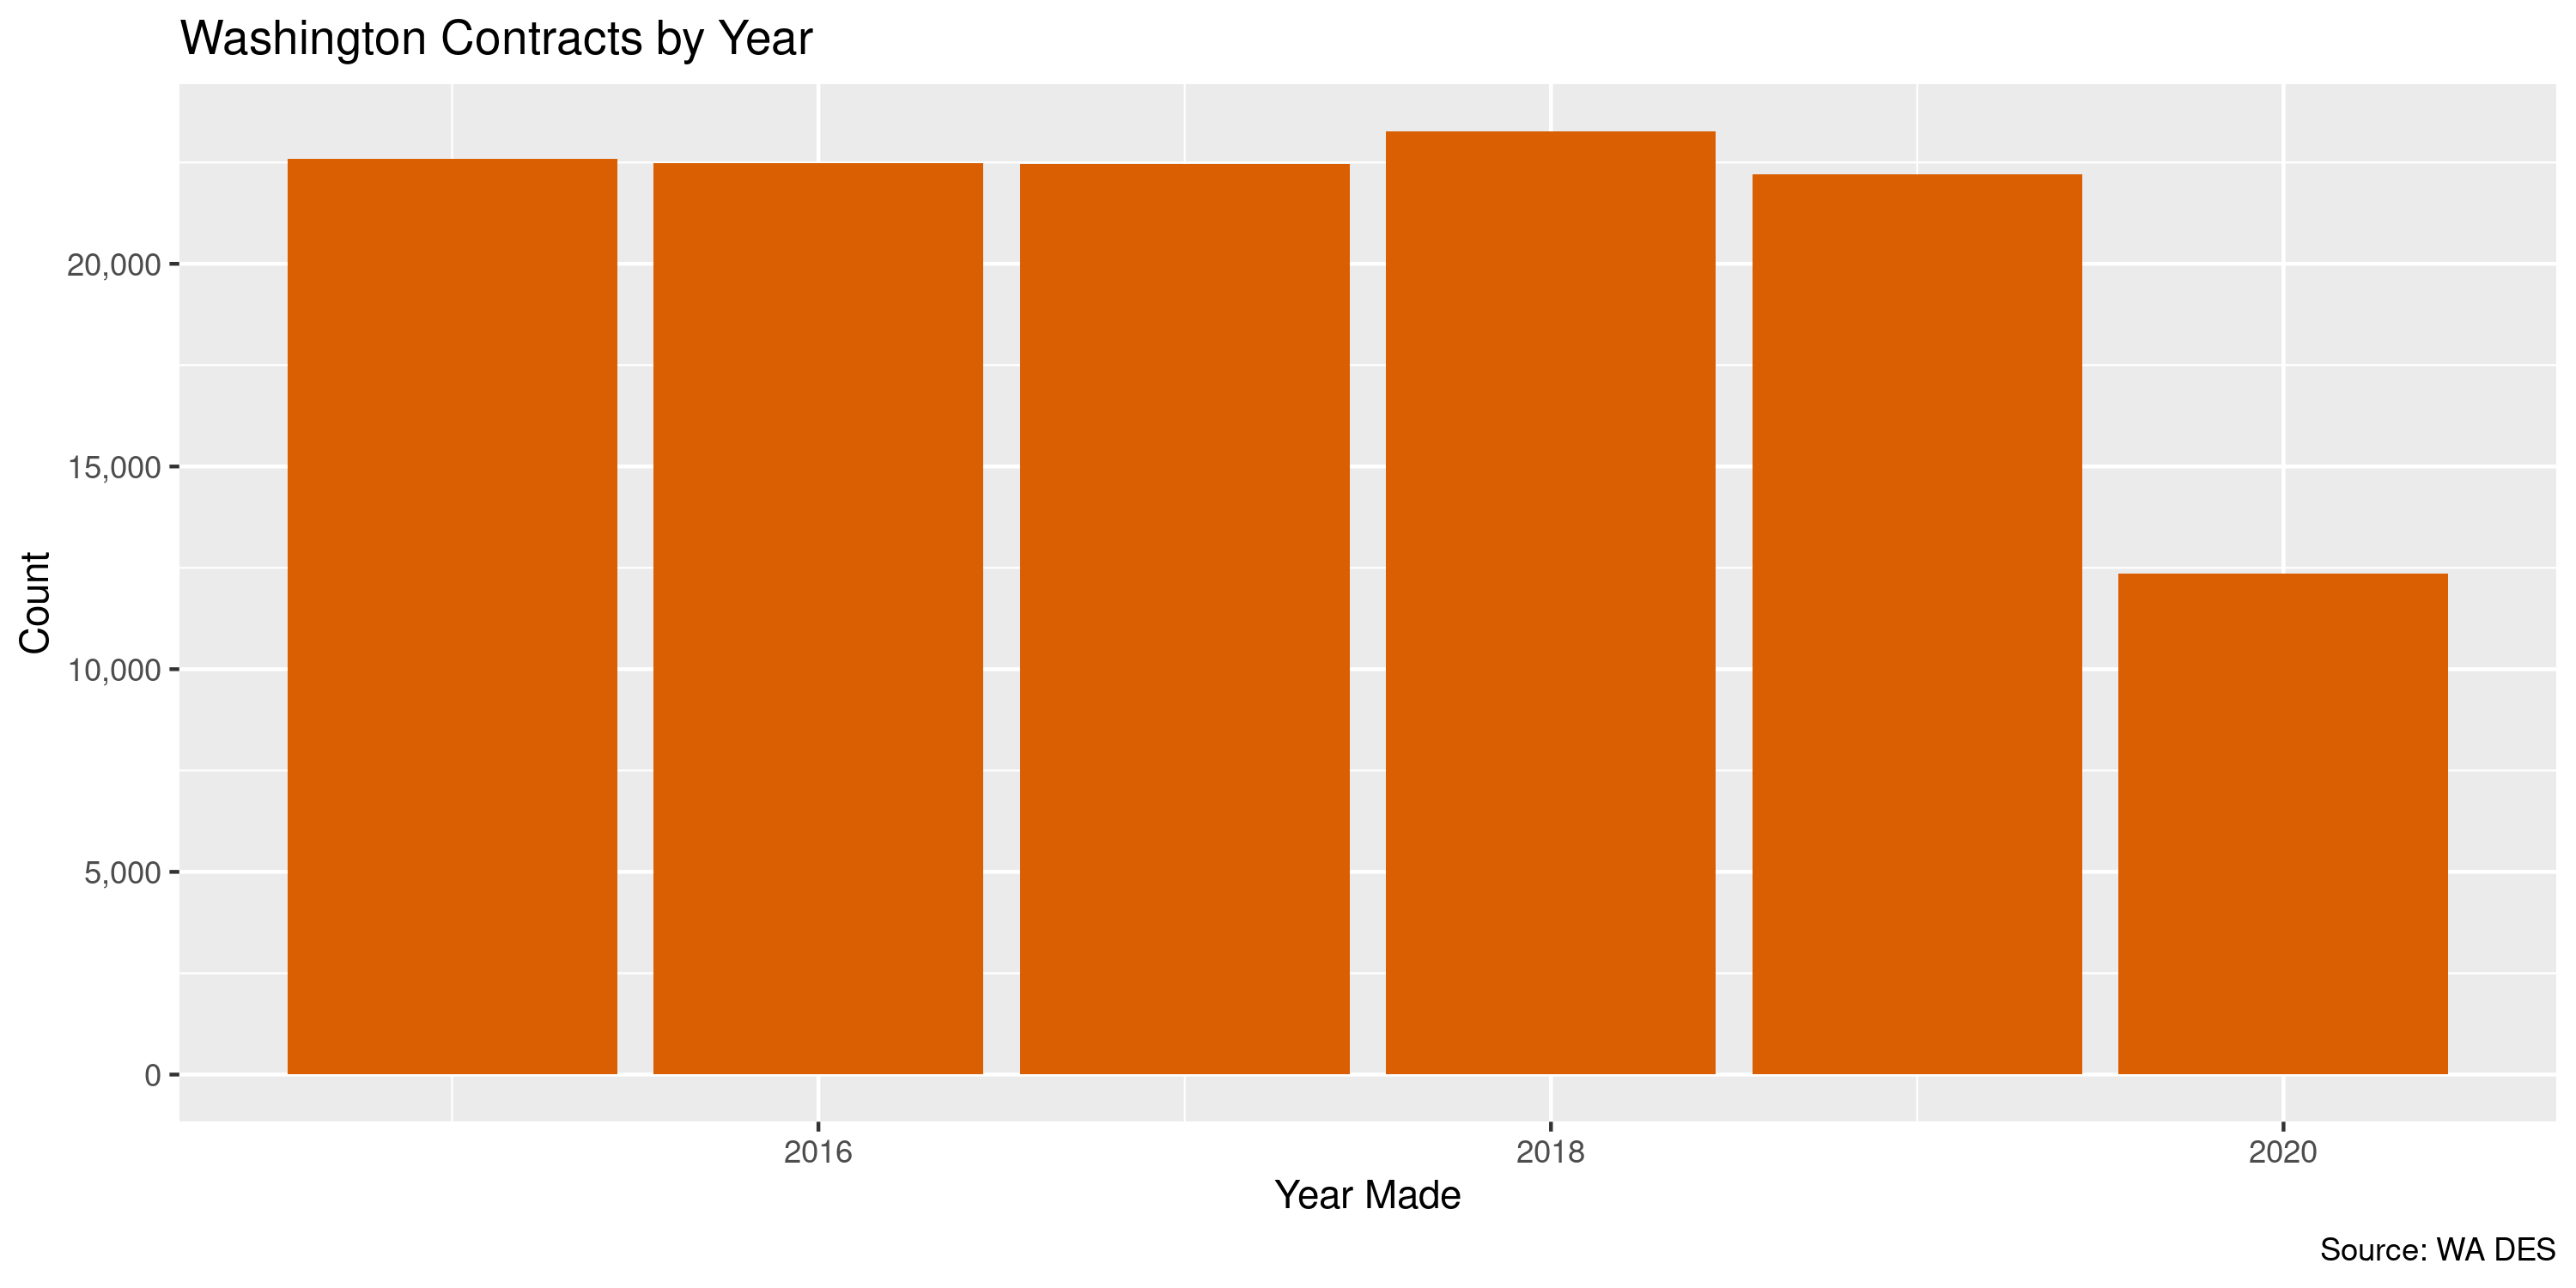 Washington Contracts by Year
Count
20,000
15,000
10,000
5,000
0
2016 2018 2020
Year Made
Source: WA DES